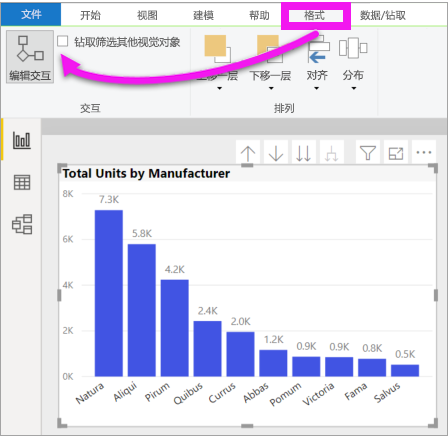 文件 开始 视图 建模 帮助 格式 数据/钻取
钻取筛选其他视觉对象
编辑交互 上移一层 下移一层 对齐 分布
交互 排列
Total Units by Manufacturer
8K
7.3K
6K
5.8K
4.2K
4K
2.4K
2.0K
2K
1.2K
0.9K 0.9K 0.8K 0.5K
0K
Natura Aliqui Pirum Quibus Currus Abbas Pomum Victoria Fama Salvus